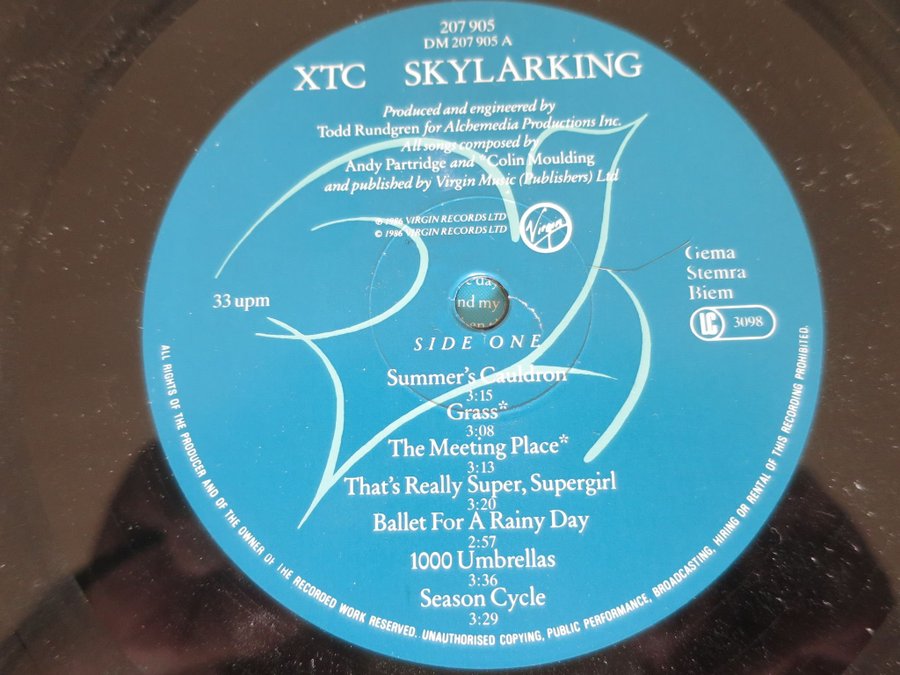 207 905
DM 207 905 A
XTC SKYLARKING
Produced and engineered by
Todd Rundgren for Alchemedia Productions Inc.
All songs composed by
Andy Partridge and *Colin Moulding
and published by Virgin Music (Publishers) Ltd
℗ 1986 VIRGIN RECORDS LTD
© 1986 VIRGIN RECORDS LTD
Virgin
Gema
Stemra
Biem
LC 3098
33 upm
nd my
SIDE ONE
Summer's Cauldron
3:15
Grass*
3:08
The Meeting Place*
3:13
That's Really Super, Supergirl
3:20
Ballet For A Rainy Day
2:57
1000 Umbrellas
3:36
Season Cycle
3:29
ALL RIGHTS OF THE PRODUCER AND OF THE OWNER OF THE RECORDED WORK RESERVED. UNAUTHORISED COPYING, PUBLIC PERFORMANCE, BROADCASTING, HIRING OR RENTAL OF THIS RECORDING PROHIBITED.